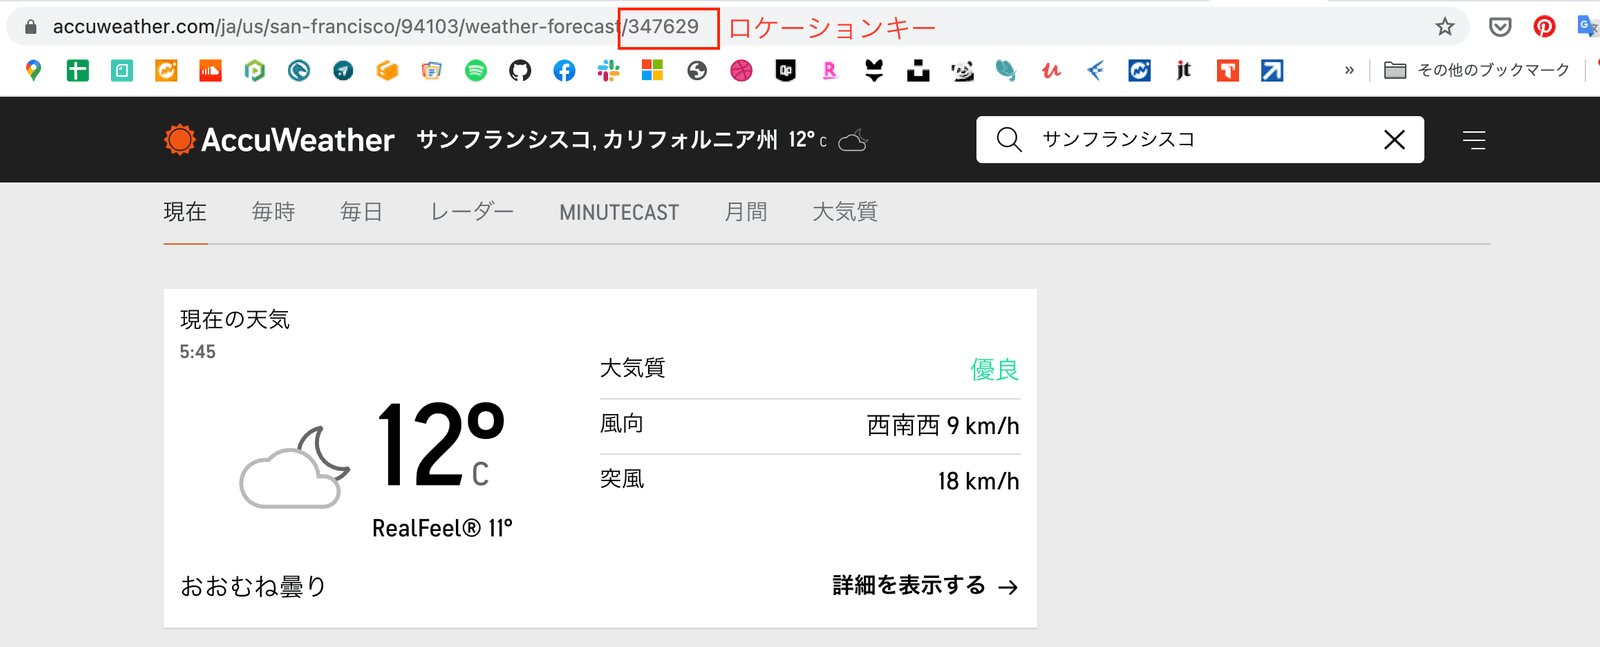 accuweather.com/ja/us/san-francisco/94103/weather-forecast/347629 ロケーションキー
jt
» その他のブックマーク
AccuWeather サンフランシスコ, カリフォルニア州 12° C サンフランシスコ
現在 毎時 毎日 レーダー MINUTECAST 月間 大気質
現在の天気
5:45
12° C
RealFeel® 11°
おおむね曇り
大気質 優良
風向 西南西 9 km/h
突風 18 km/h
詳細を表示する →